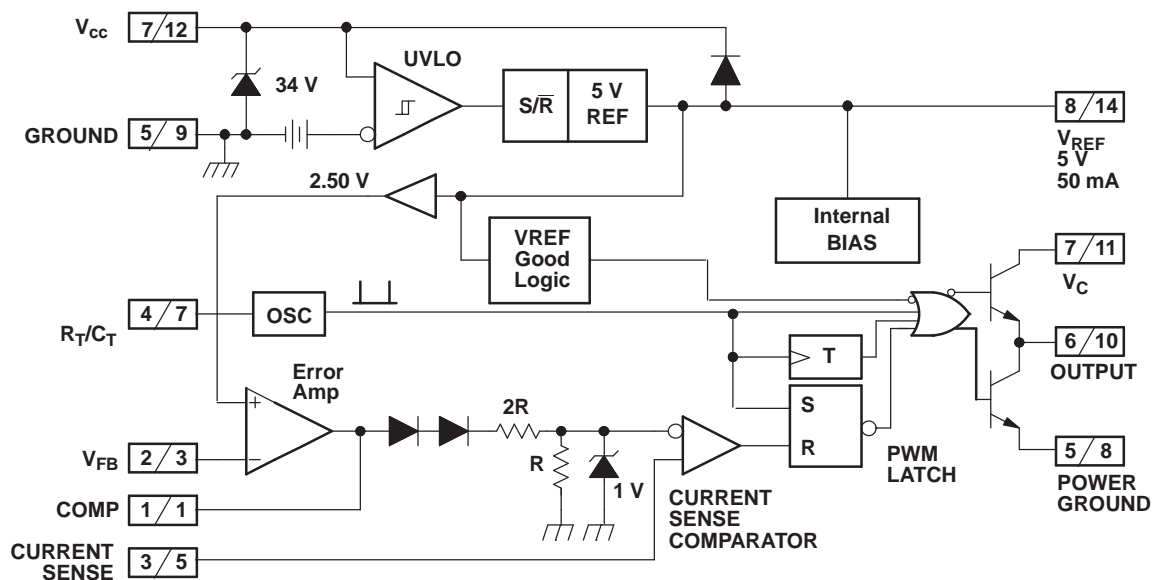 Vcc 7/12
UVLO
34 V
S/R̅
5 V
REF
GROUND 5/9
8/14
VREF
5 V
50 mA
2.50 V
Internal
BIAS
VREF
Good
Logic
7/11
VC
4/7
RT/CT
OSC
T
6/10
OUTPUT
Error
Amp
2R
S
R
+
−
VFB 2/3
R
1 V
PWM
LATCH
5/8
POWER
GROUND
COMP 1/1
CURRENT
SENSE
COMPARATOR
CURRENT
SENSE
3/5